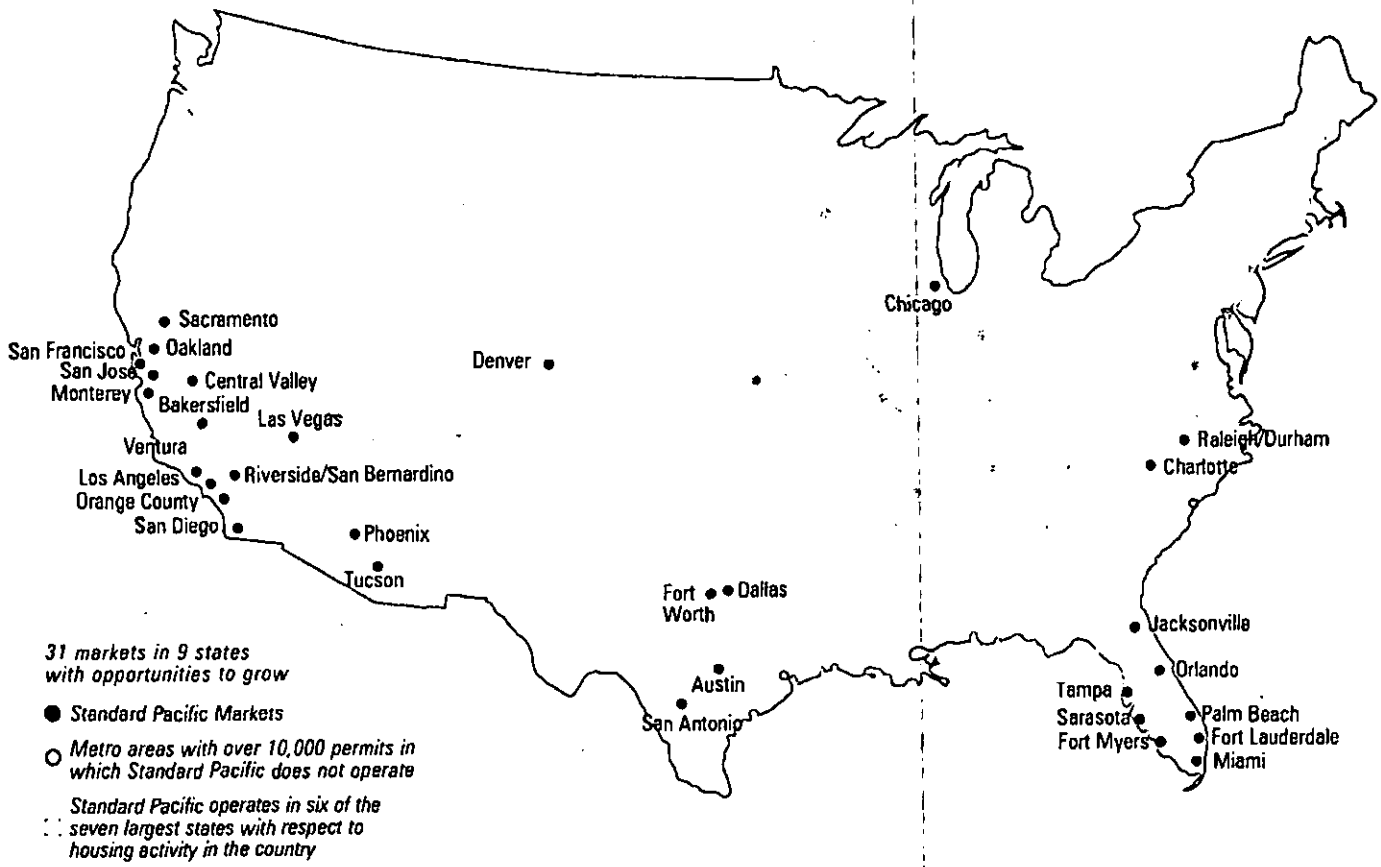 Chicago
Sacramento
San Francisco
Oakland
San Jose
Central Valley
Monterey
Denver
Bakersfield
Las Vegas
Ventura
Raleigh/Durham
Charlotte
Los Angeles
Riverside/San Bernardino
Orange County
San Diego
Phoenix
Tucson
Fort
Worth
Dallas
Jacksonville
Orlando
Austin
San Antonio
Tampa
Sarasota
Palm Beach
Fort Myers
Fort Lauderdale
Miami
31 markets in 9 states
with opportunities to grow
Standard Pacific Markets
Metro areas with over 10,000 permits in
which Standard Pacific does not operate
Standard Pacific operates in six of the
seven largest states with respect to
housing activity in the country